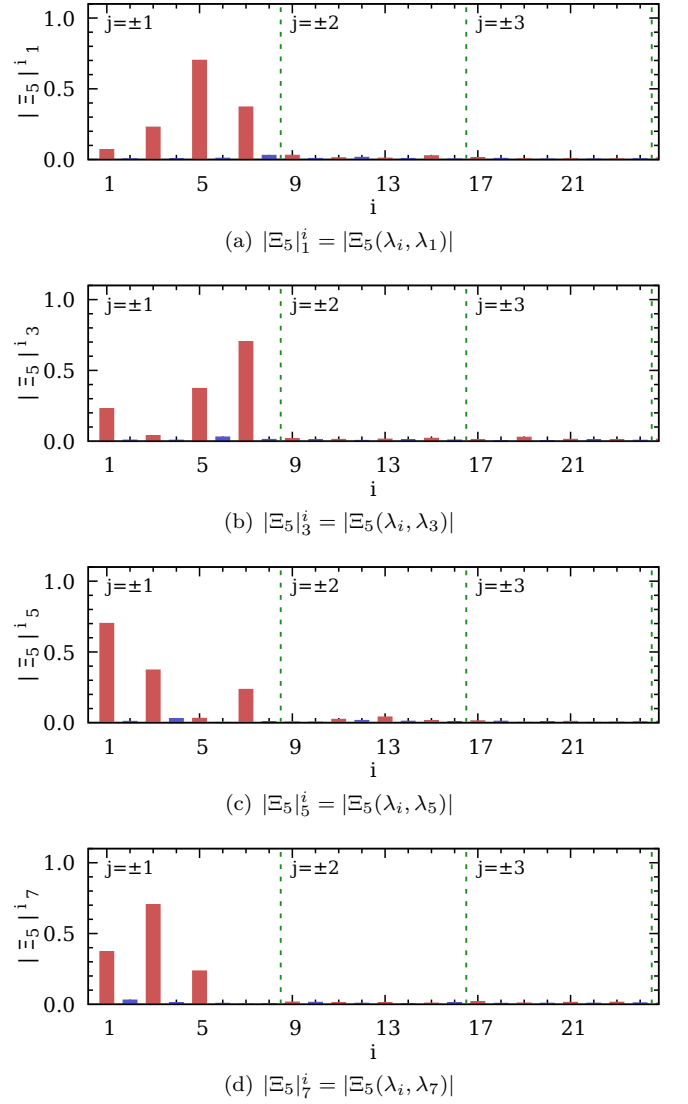 j=±1 j=±2 j=±3
1.0
0.5
0.0
| Ξ₅ |ⁱ₁
1 5 9 13 17 21
i
(a) |Ξ₅|ⁱ₁ = |Ξ₅(λᵢ, λ₁)|
j=±1 j=±2 j=±3
1.0
0.5
0.0
| Ξ₅ |ⁱ₃
1 5 9 13 17 21
i
(b) |Ξ₅|ⁱ₃ = |Ξ₅(λᵢ, λ₃)|
j=±1 j=±2 j=±3
1.0
0.5
0.0
| Ξ₅ |ⁱ₅
1 5 9 13 17 21
i
(c) |Ξ₅|ⁱ₅ = |Ξ₅(λᵢ, λ₅)|
j=±1 j=±2 j=±3
1.0
0.5
0.0
| Ξ₅ |ⁱ₇
1 5 9 13 17 21
i
(d) |Ξ₅|ⁱ₇ = |Ξ₅(λᵢ, λ₇)|